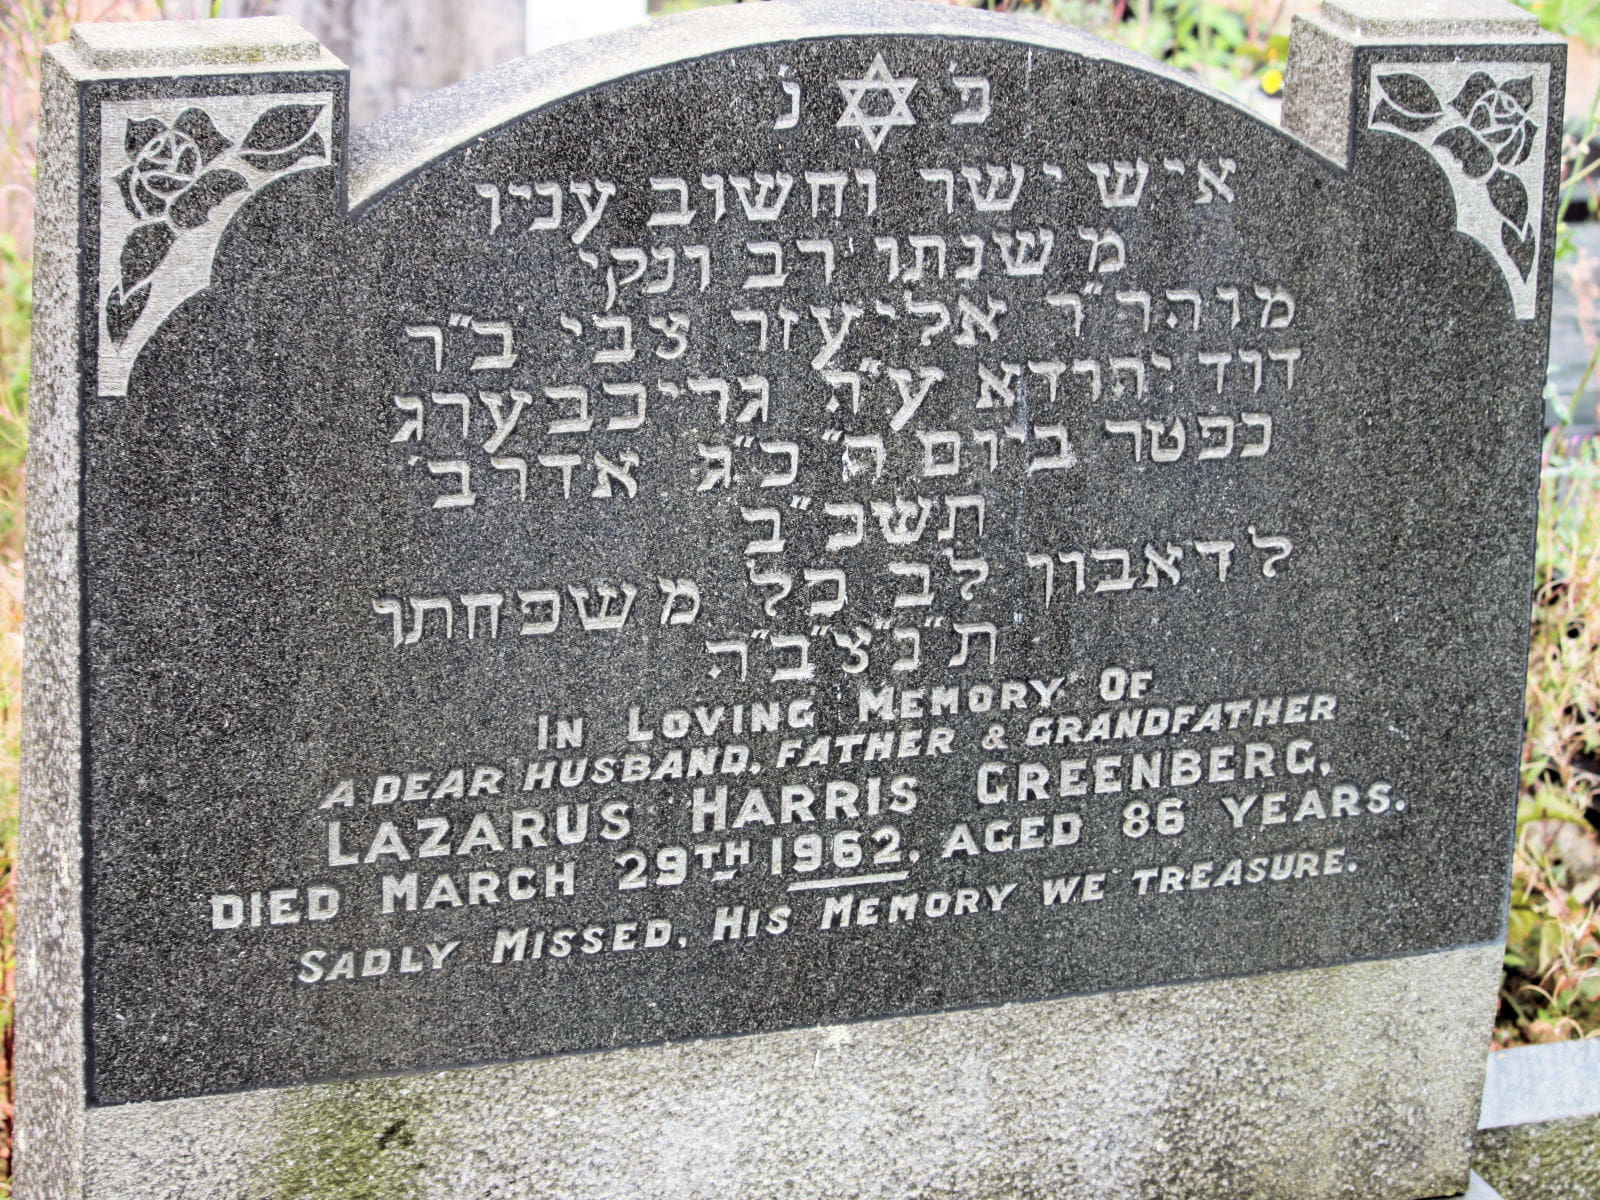 פ׳ נ׳
איש ישר וחשוב עניו
משנתו רב ונקי
מוהר"ר אליעזר צבי ב"ר
דוד יהודא ע"ה גרינבערג
נפטר ביום ה" כ"ג אדר ב׳
תשכ"ב
לדאבון לב כל משפחתו
ת"נ"צ"ב"ה
IN LOVING MEMORY OF
A DEAR HUSBAND, FATHER & GRANDFATHER
LAZARUS HARRIS GREENBERG,
DIED MARCH 29TH 1962, AGED 86 YEARS.
SADLY MISSED, HIS MEMORY WE TREASURE.